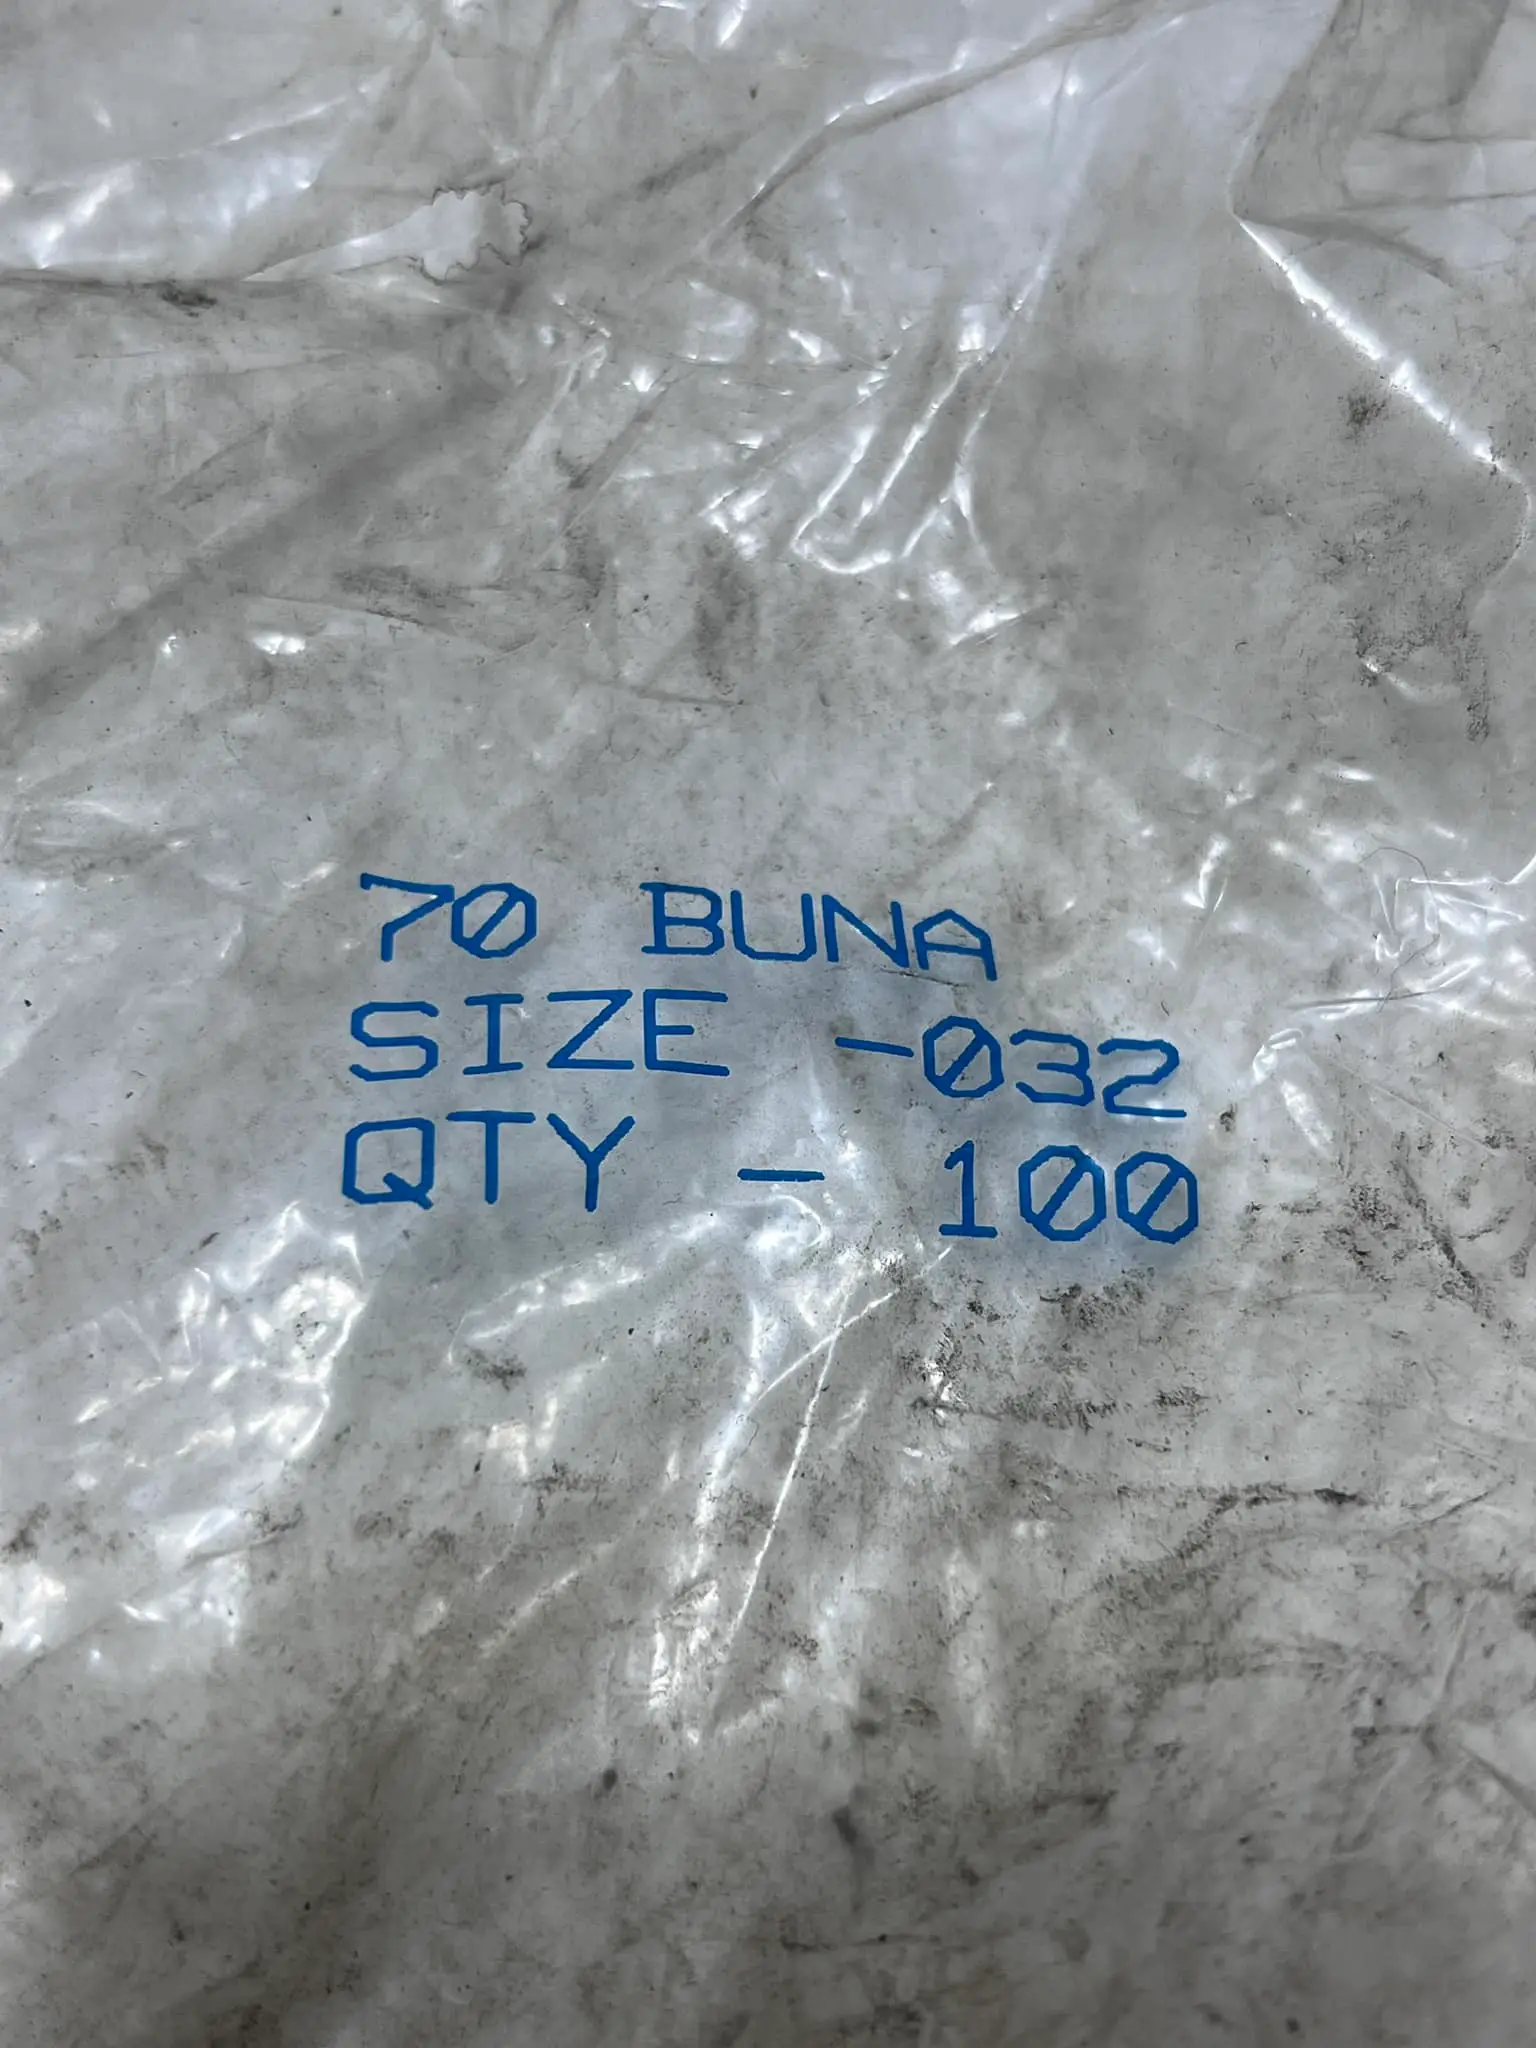 70 BUNA
SIZE -032
QTY - 100